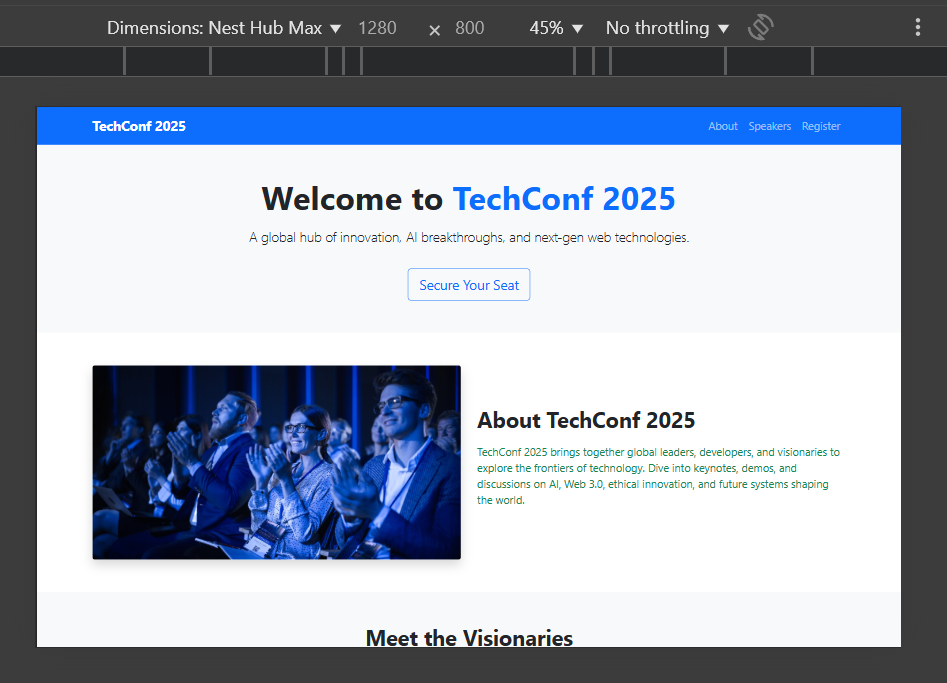 Dimensions: Nest Hub Max ▼ 1280 × 800 45% ▼ No throttling ▼
TechConf 2025 About Speakers Register
Welcome to TechConf 2025
A global hub of innovation, AI breakthroughs, and next-gen web technologies.
Secure Your Seat
About TechConf 2025
TechConf 2025 brings together global leaders, developers, and visionaries to
explore the frontiers of technology. Dive into keynotes, demos, and
discussions on AI, Web 3.0, ethical innovation, and future systems shaping
the world.
Meet the Visionaries